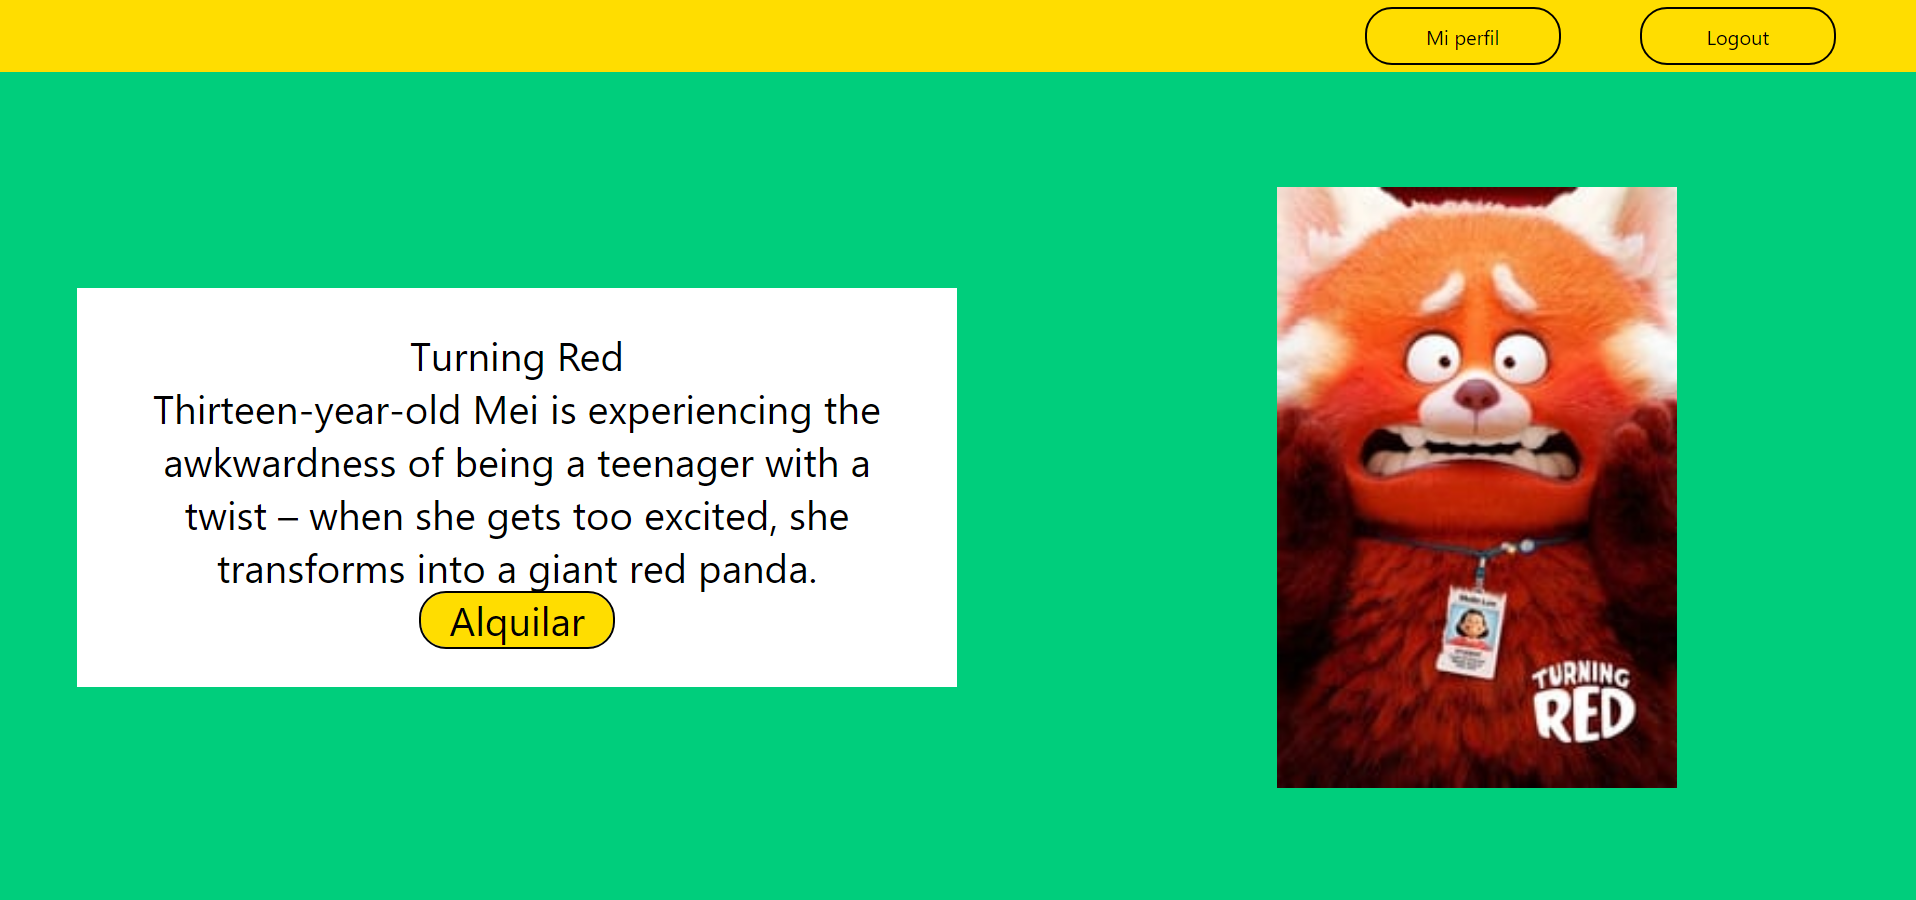 Mi perfil
Logout
Turning Red
Thirteen-year-old Mei is experiencing the
awkwardness of being a teenager with a
twist – when she gets too excited, she
transforms into a giant red panda.
Alquilar
TURNING
RED